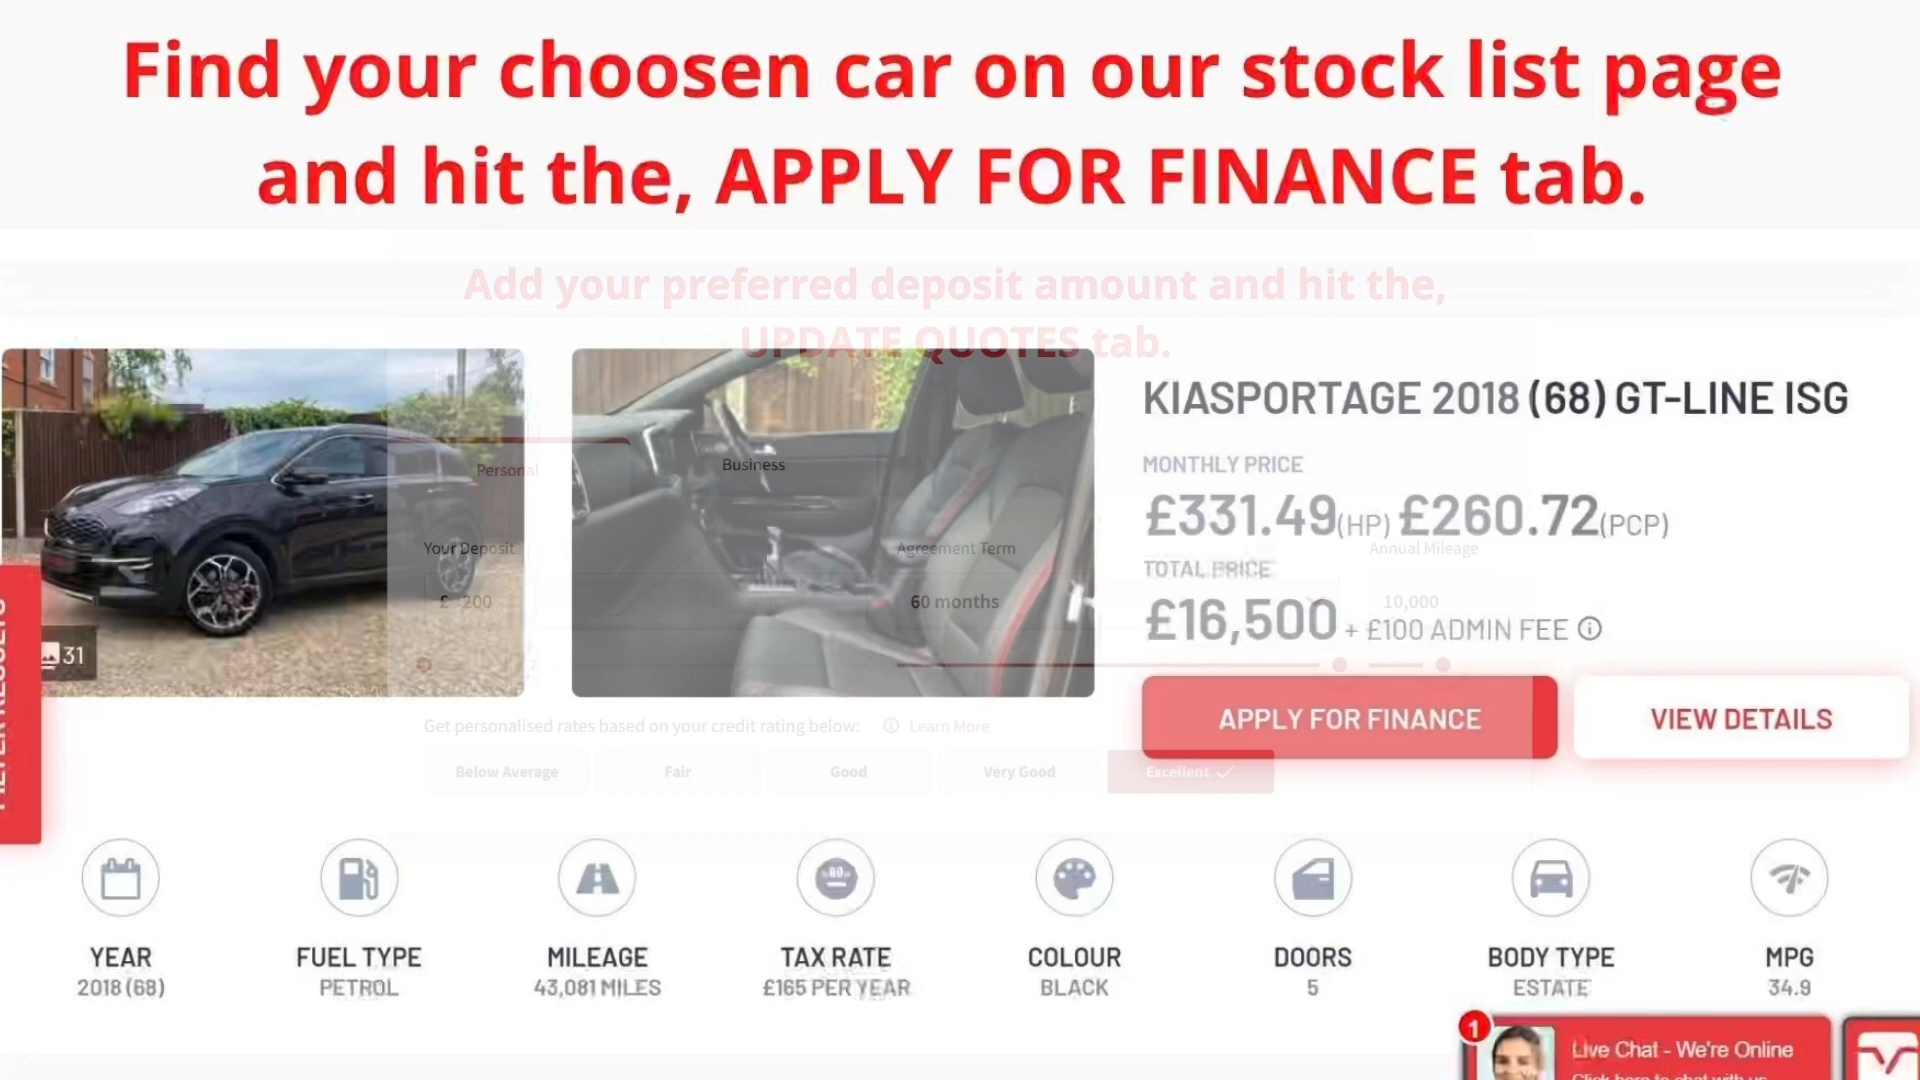 Find your choosen car on our stock list page
and hit the, APPLY FOR FINANCE tab.
Add your preferred deposit amount and hit the,
UPDATE QUOTES tab.
KIASPORTAGE 2018 (68) GT-LINE ISG
Personal
Business
MONTHLY PRICE
£331.49(HP) £260.72(PCP)
Your Deposit
Agreement Term
Annual Mileage
TOTAL PRICE
£ 200
60 months
10,000
£16,500 + £100 ADMIN FEE
31
APPLY FOR FINANCE
VIEW DETAILS
Get personalised rates based on your credit rating below:
Learn More
Below Average
Fair
Good
Very Good
Excellent
YEAR
2018 (68)
FUEL TYPE
PETROL
MILEAGE
43,081 MILES
TAX RATE
£165 PER YEAR
COLOUR
BLACK
DOORS
5
BODY TYPE
ESTATE
MPG
34.9
1
Live Chat - We're Online
Click here to chat with us